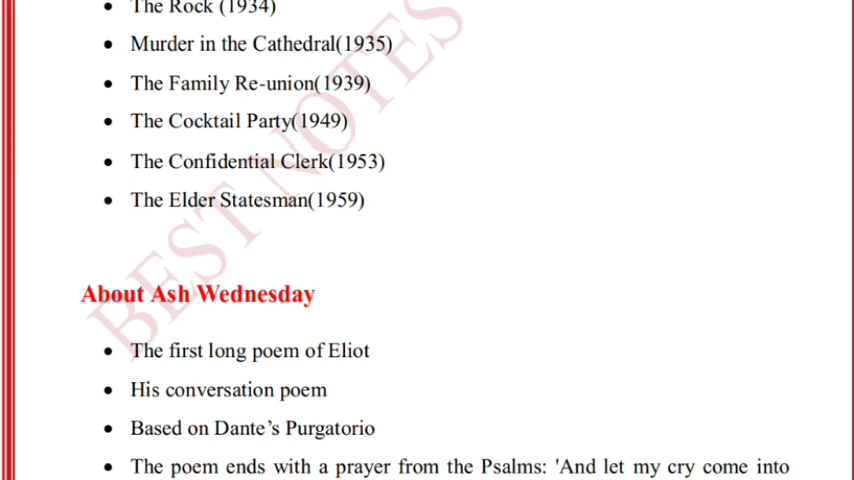 The Rock (1934)
Murder in the Cathedral(1935)
The Family Re-union(1939)
The Cocktail Party(1949)
The Confidential Clerk(1953)
The Elder Statesman(1959)
BEST NOTES
About Ash Wednesday
The first long poem of Eliot
His conversation poem
Based on Dante’s Purgatorio
The poem ends with a prayer from the Psalms: 'And let my cry come into